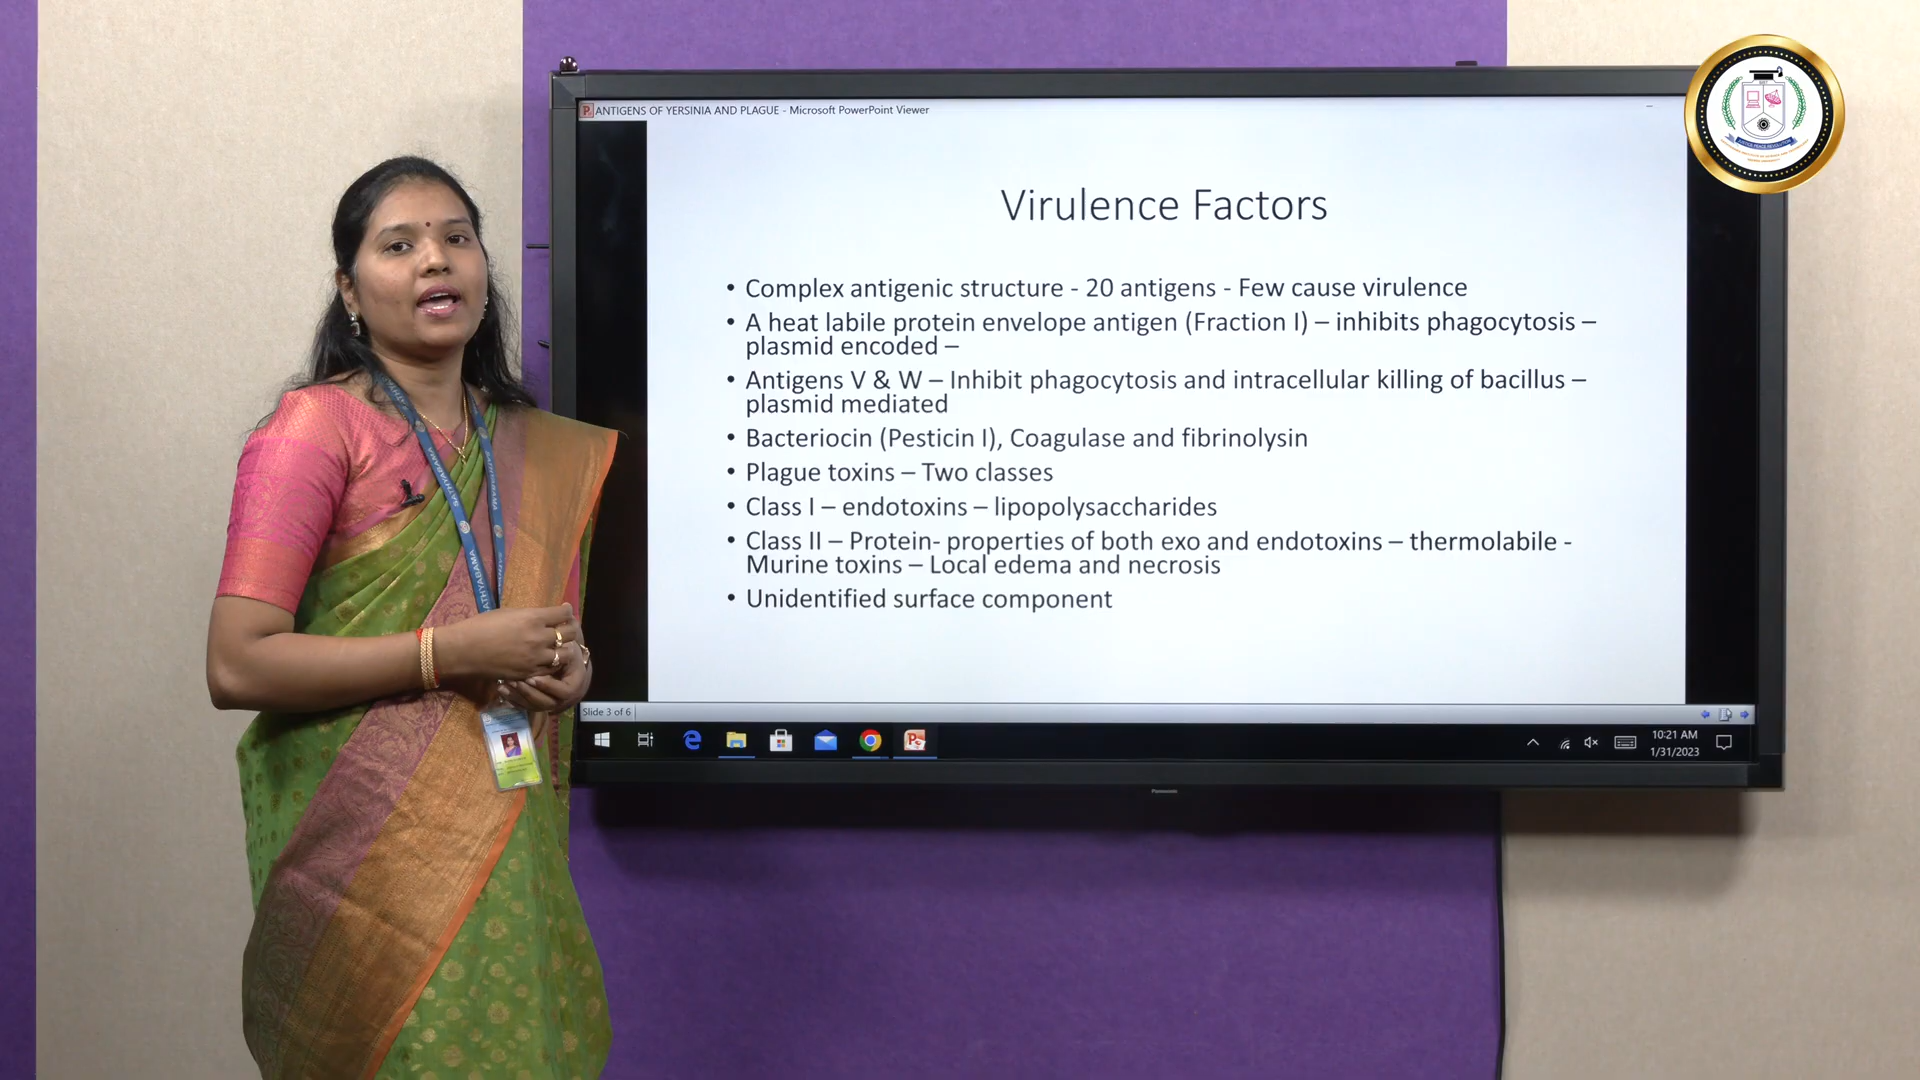 ANTIGENS OF YERSINIA AND PLAGUE - Microsoft PowerPoint Viewer
Virulence Factors
• Complex antigenic structure - 20 antigens - Few cause virulence
• A heat labile protein envelope antigen (Fraction I) – inhibits phagocytosis –
plasmid encoded –
• Antigens V & W – Inhibit phagocytosis and intracellular killing of bacillus –
plasmid mediated
• Bacteriocin (Pesticin I), Coagulase and fibrinolysin
• Plague toxins – Two classes
• Class I – endotoxins – lipopolysaccharides
• Class II – Protein- properties of both exo and endotoxins – thermolabile -
Murine toxins – Local edema and necrosis
• Unidentified surface component
Slide 3 of 6
10:21 AM
1/31/2023
Panasonic
SATHYABAMA
SATHYABAMA